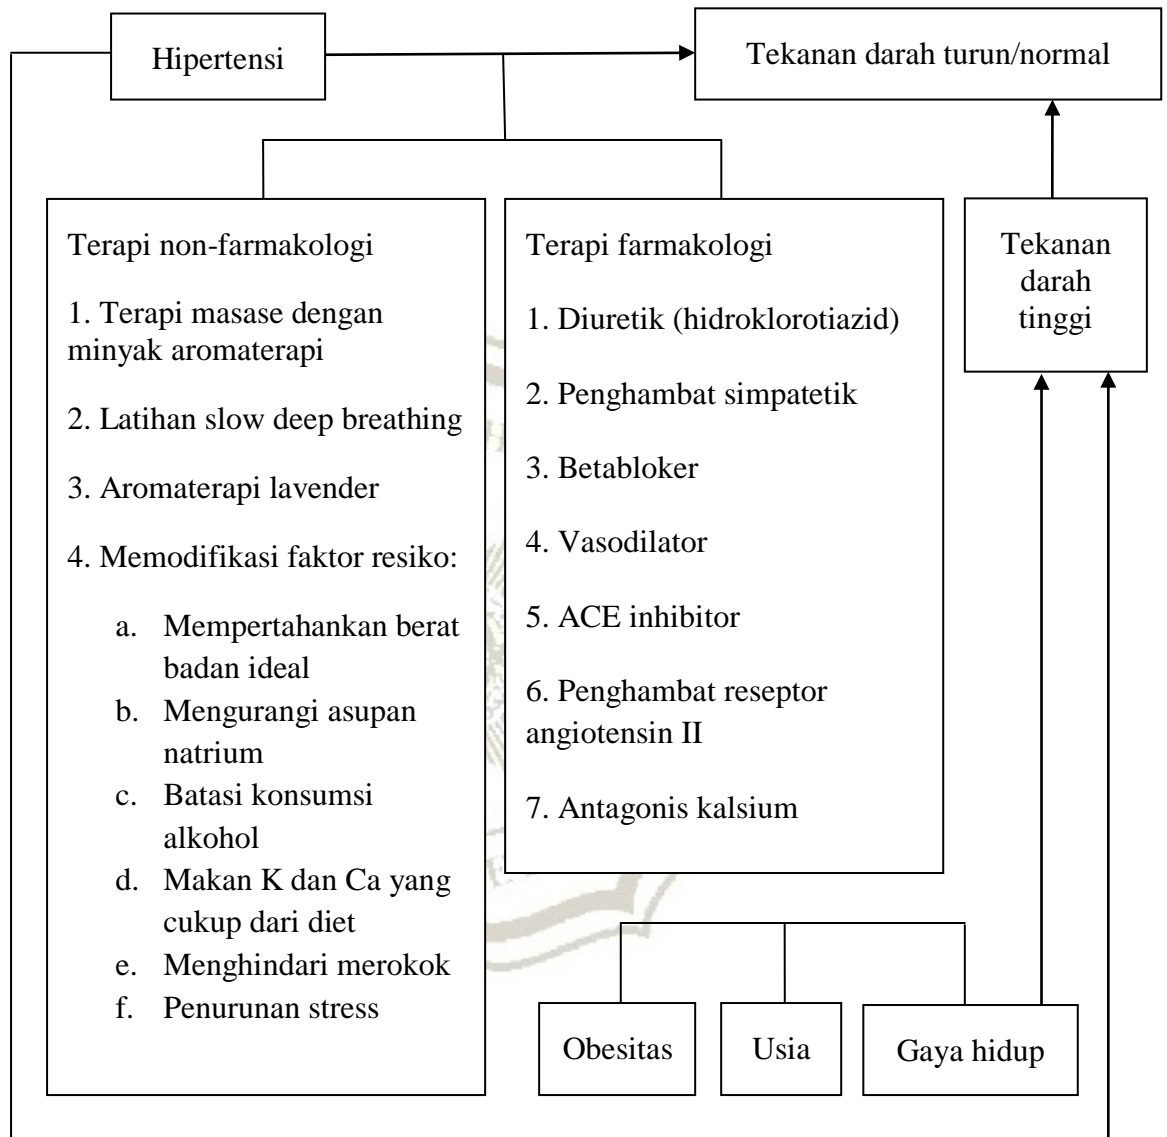 Hipertensi
Tekanan darah turun/normal
Terapi non-farmakologi
1. Terapi masase dengan
minyak aromaterapi
2. Latihan slow deep breathing
3. Aromaterapi lavender
4. Memodifikasi faktor resiko:
a. Mempertahankan berat
badan ideal
b. Mengurangi asupan
natrium
c. Batasi konsumsi
alkohol
d. Makan K dan Ca yang
cukup dari diet
e. Menghindari merokok
f. Penurunan stress
Terapi farmakologi
1. Diuretik (hidroklorotiazid)
2. Penghambat simpatetik
3. Betabloker
4. Vasodilator
5. ACE inhibitor
6. Penghambat reseptor
angiotensin II
7. Antagonis kalsium
Tekanan
darah
tinggi
Obesitas
Usia
Gaya hidup